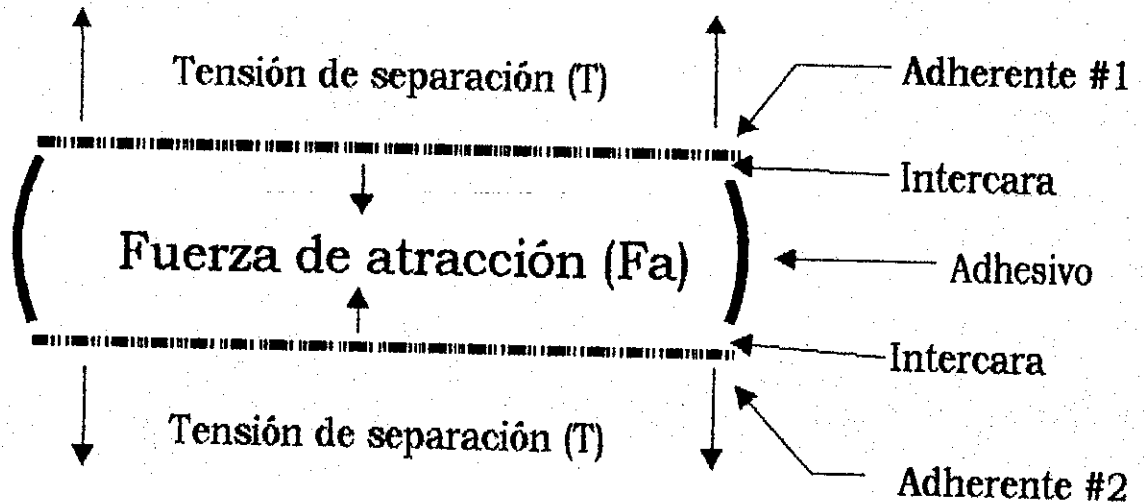 Tensión de separación (T)
Adherente #1
Intercara
Fuerza de atracción (Fa)
Adhesivo
Intercara
Tensión de separación (T)
Adherente #2